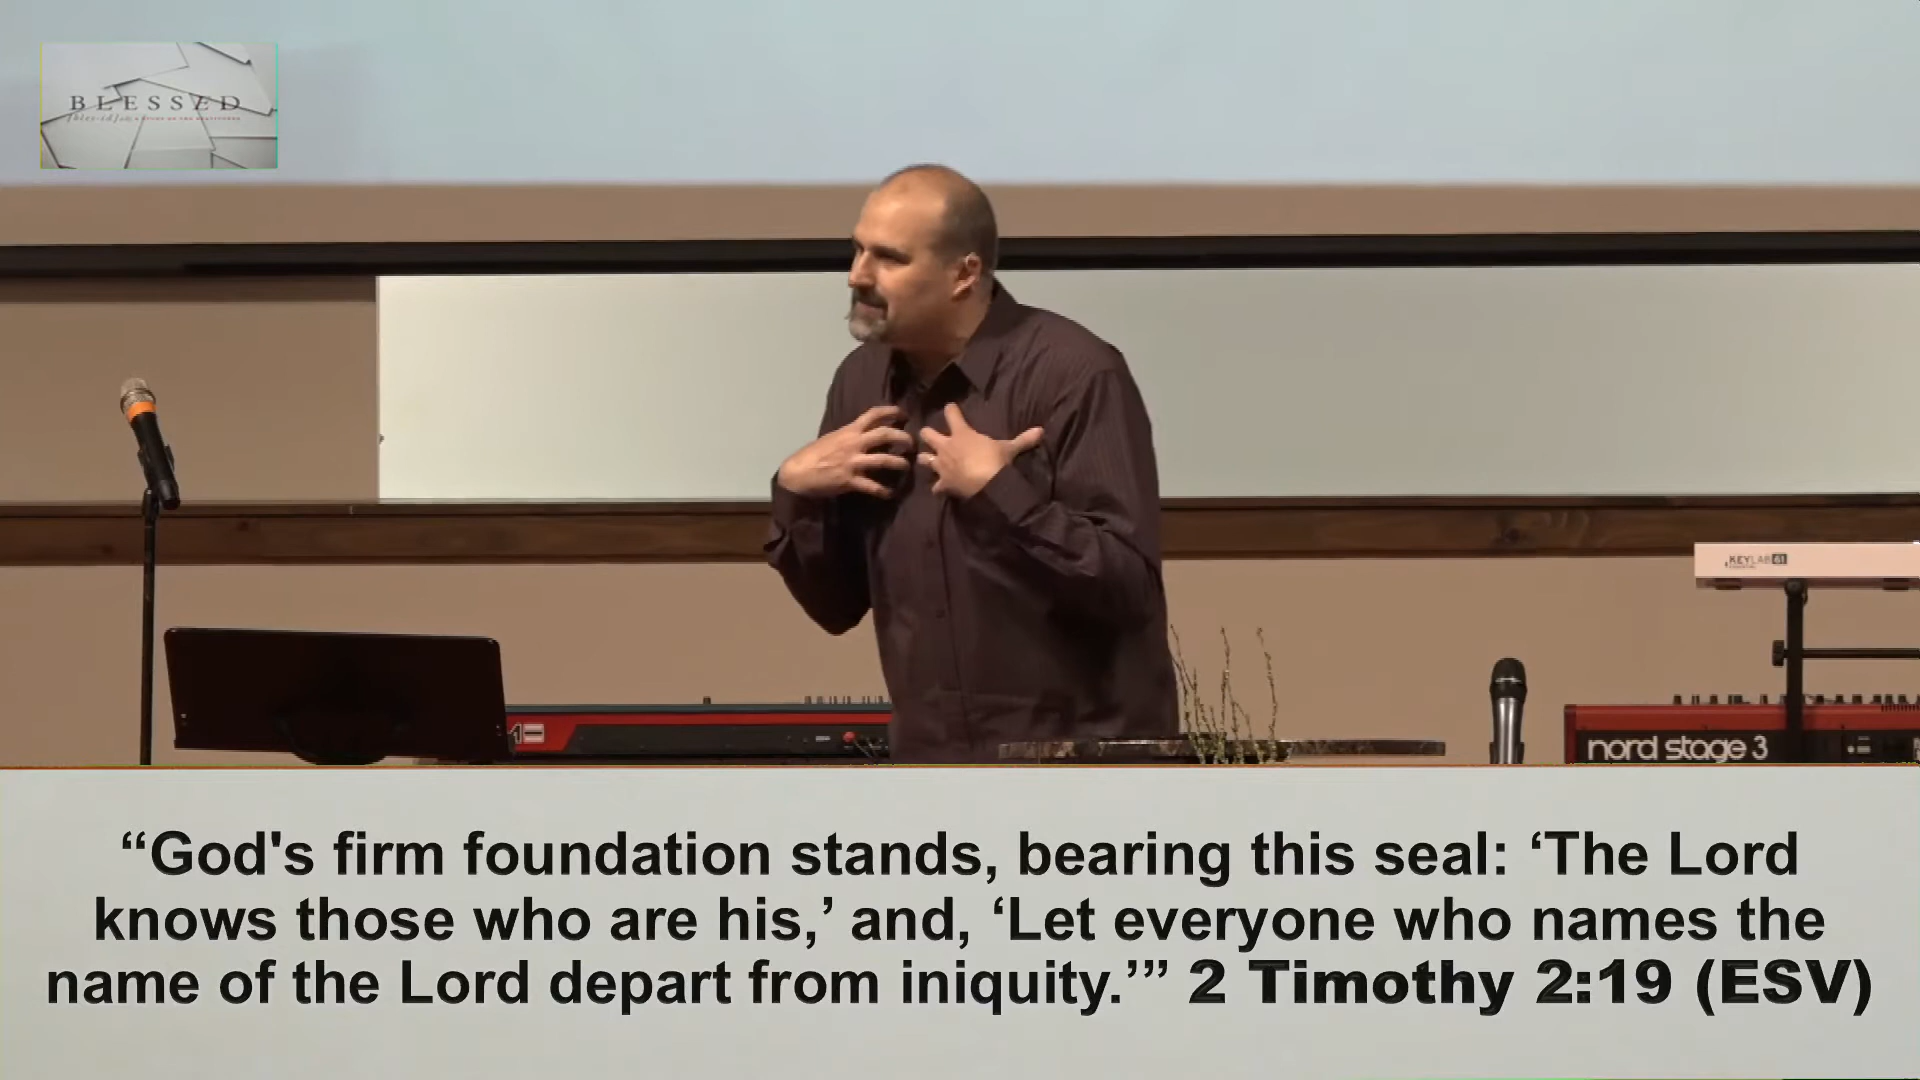 BLESSED
“God's firm foundation stands, bearing this seal: ‘The Lord
knows those who are his,’ and, ‘Let everyone who names the
name of the Lord depart from iniquity.’” 2 Timothy 2:19 (ESV)
KEYLAB 61
nord stage 3